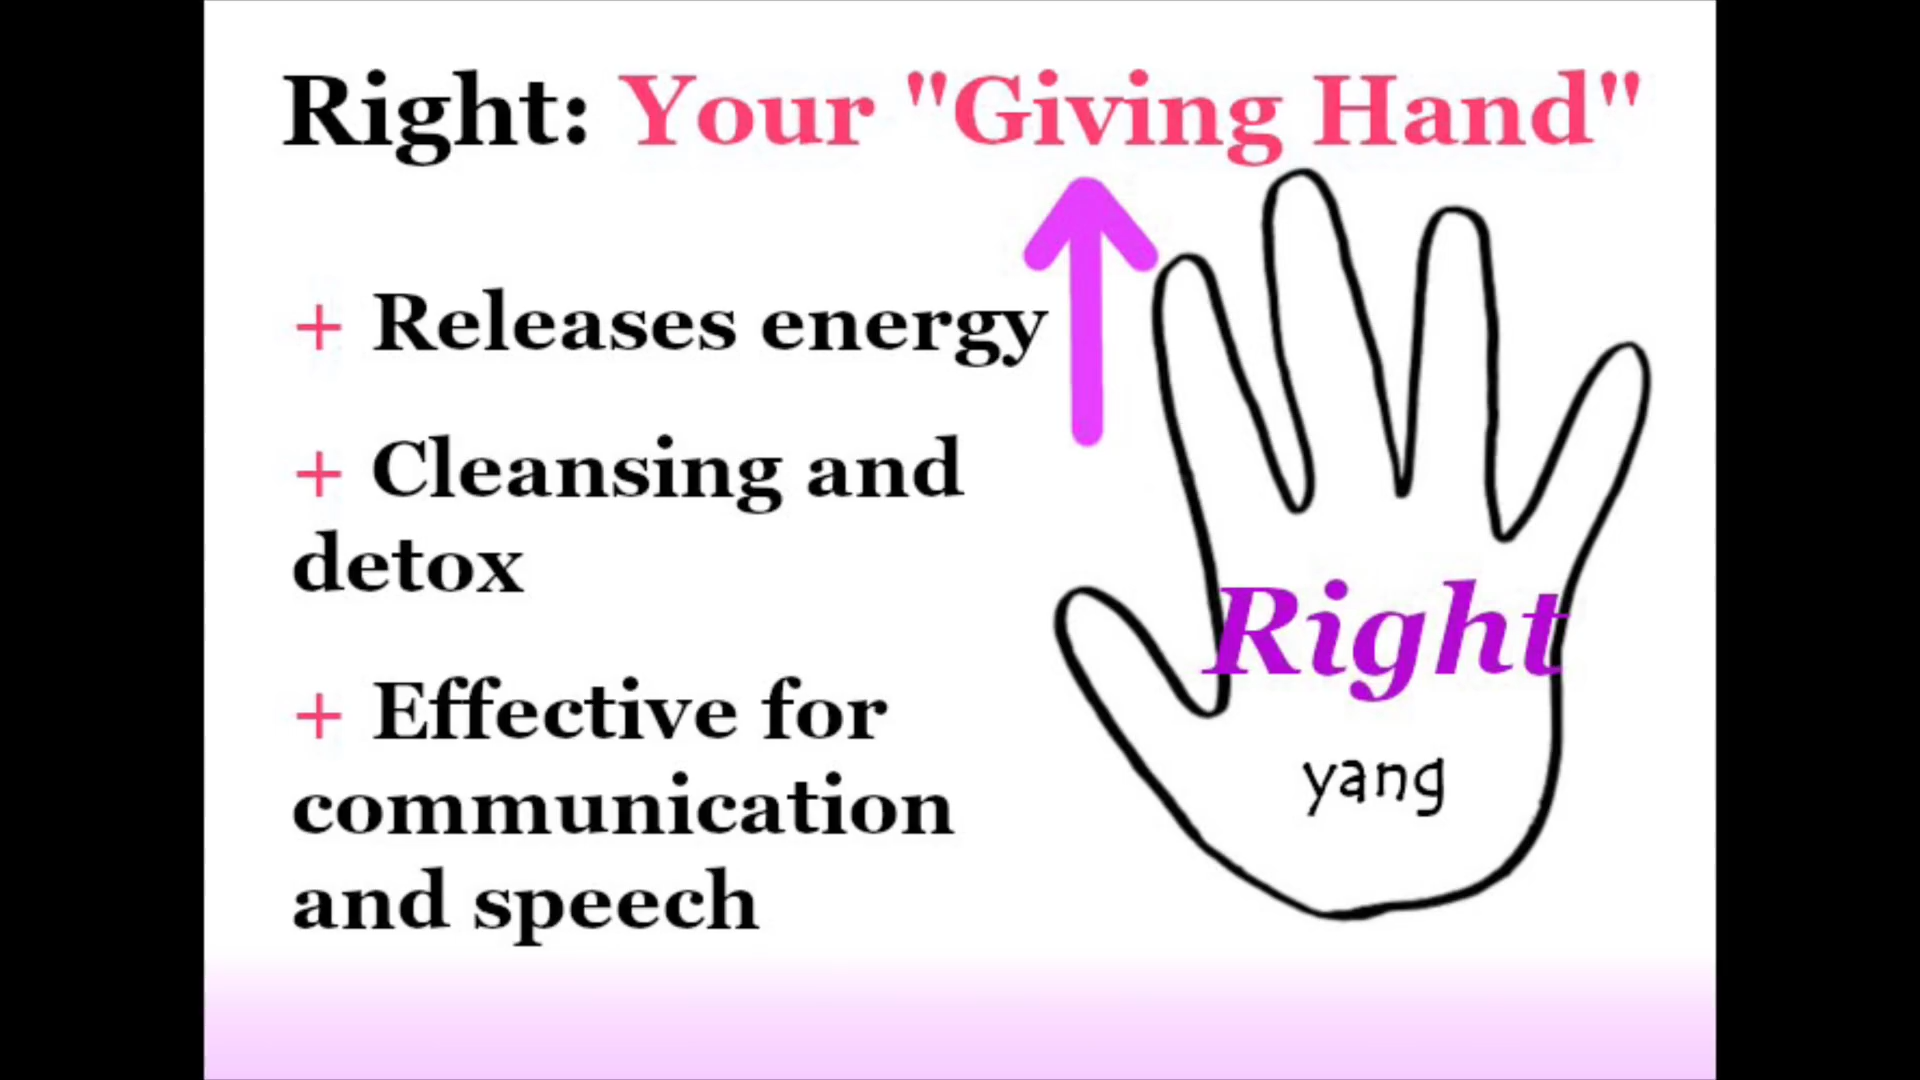 Right: Your "Giving Hand"
+ Releases energy
+ Cleansing and
detox
+ Effective for
communication
and speech
Right
yang